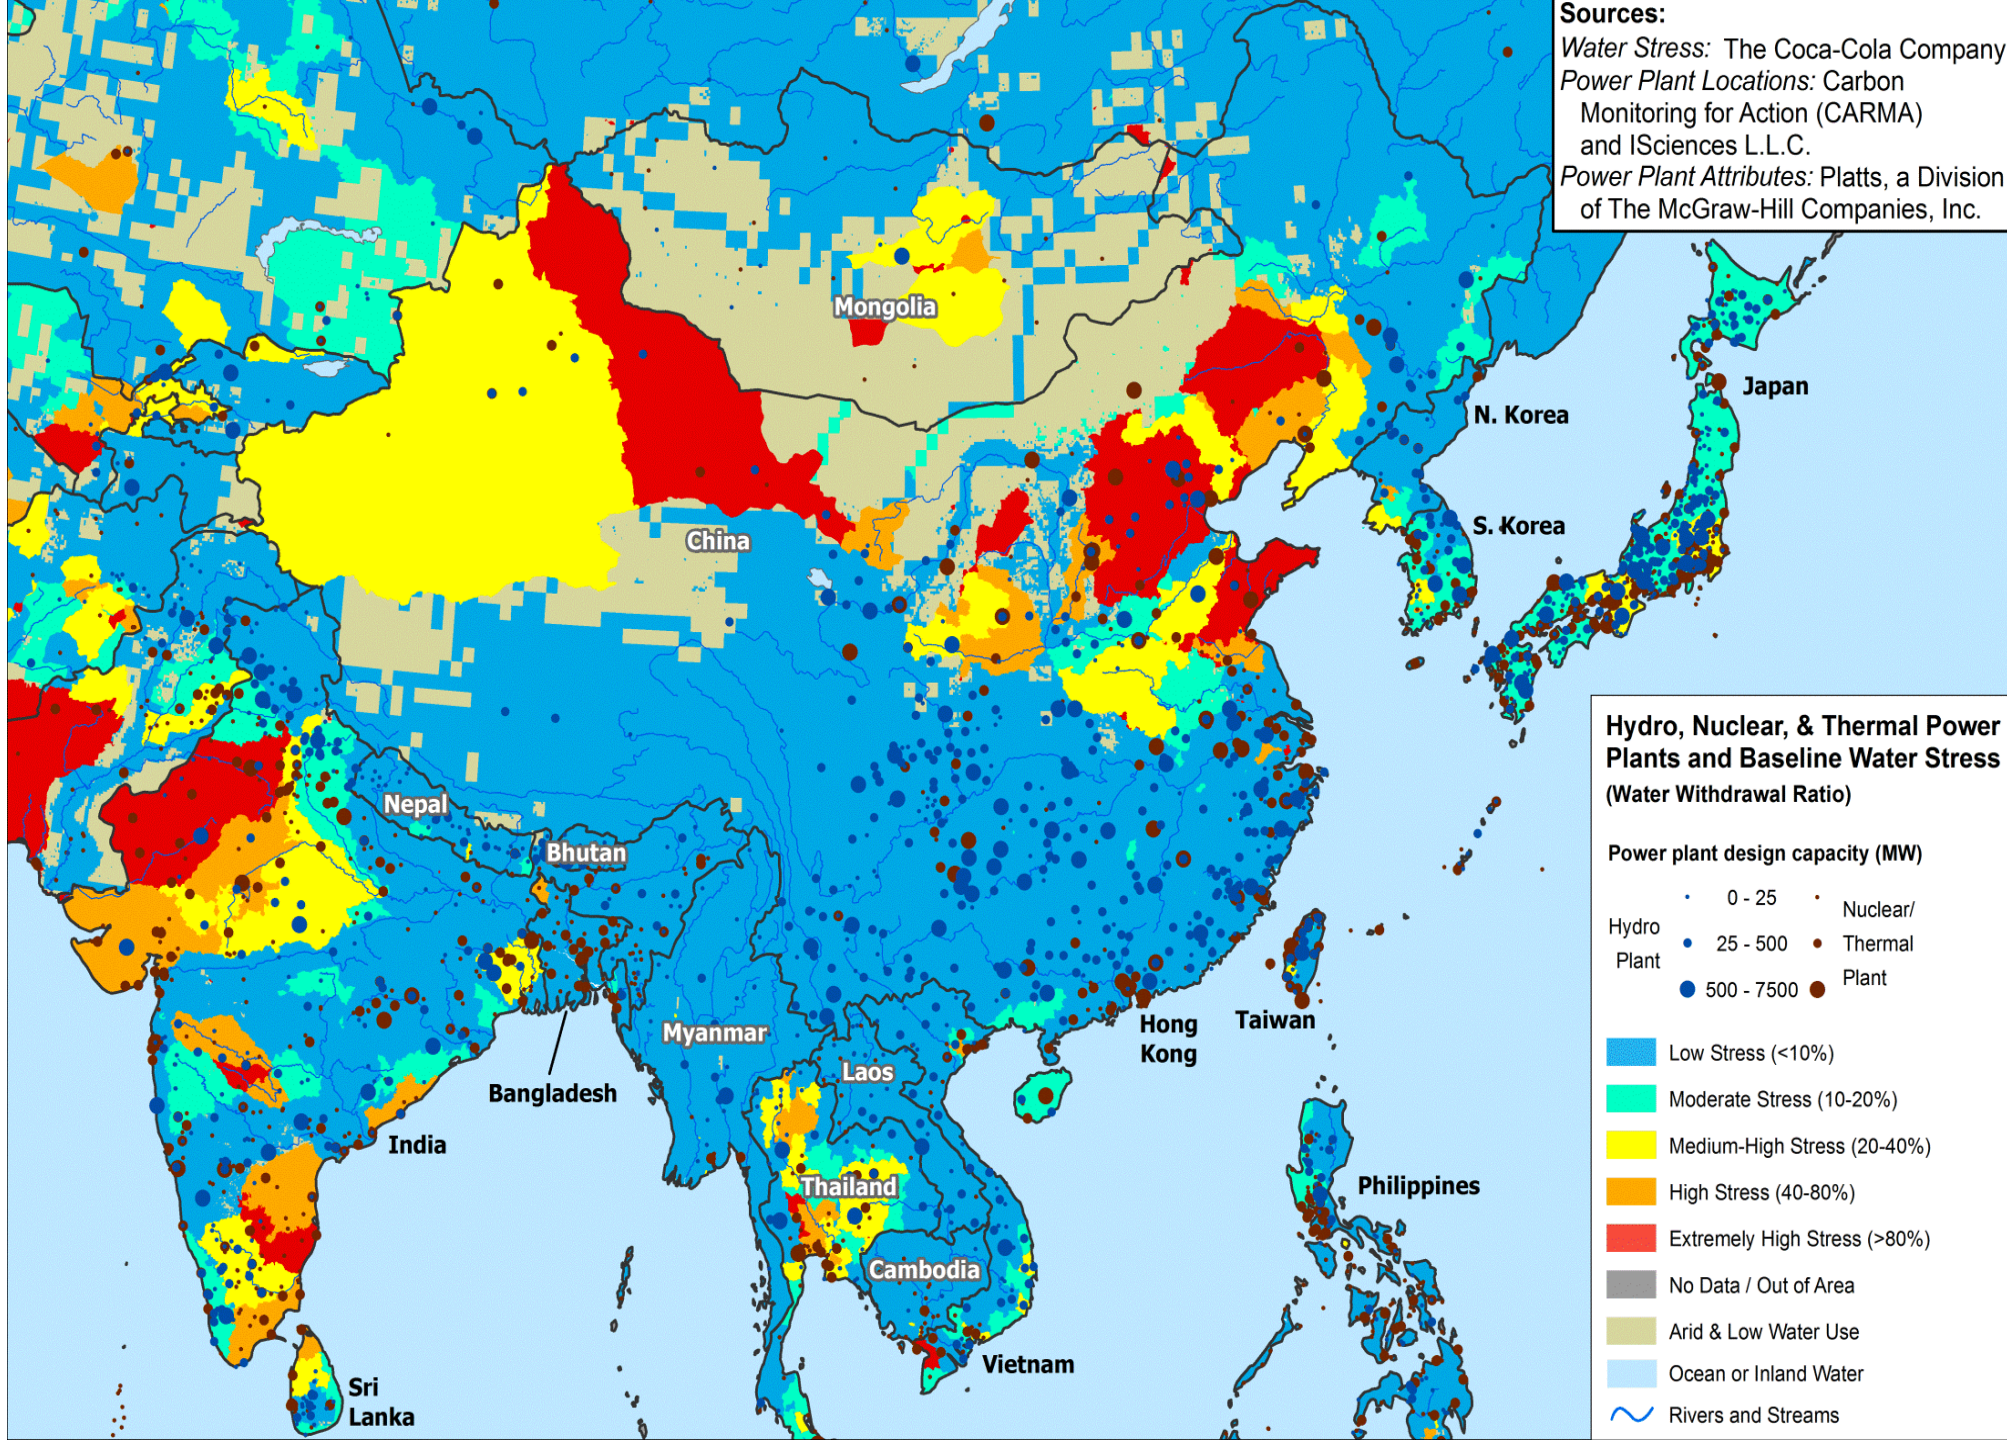 Sources:
Water Stress: The Coca-Cola Company
Power Plant Locations: Carbon
Monitoring for Action (CARMA)
and ISciences L.L.C.
Power Plant Attributes: Platts, a Division
of The McGraw-Hill Companies, Inc.
Mongolia
Japan
N. Korea
S. Korea
China
Nepal
Bhutan
Hong
Kong
Taiwan
Myanmar
Laos
Bangladesh
India
Thailand
Philippines
Cambodia
Vietnam
Sri
Lanka
Hydro, Nuclear, & Thermal Power
Plants and Baseline Water Stress
(Water Withdrawal Ratio)
Power plant design capacity (MW)
Hydro
Plant
0 - 25
25 - 500
500 - 7500
Nuclear/
Thermal
Plant
Low Stress (<10%)
Moderate Stress (10-20%)
Medium-High Stress (20-40%)
High Stress (40-80%)
Extremely High Stress (>80%)
No Data / Out of Area
Arid & Low Water Use
Ocean or Inland Water
Rivers and Streams